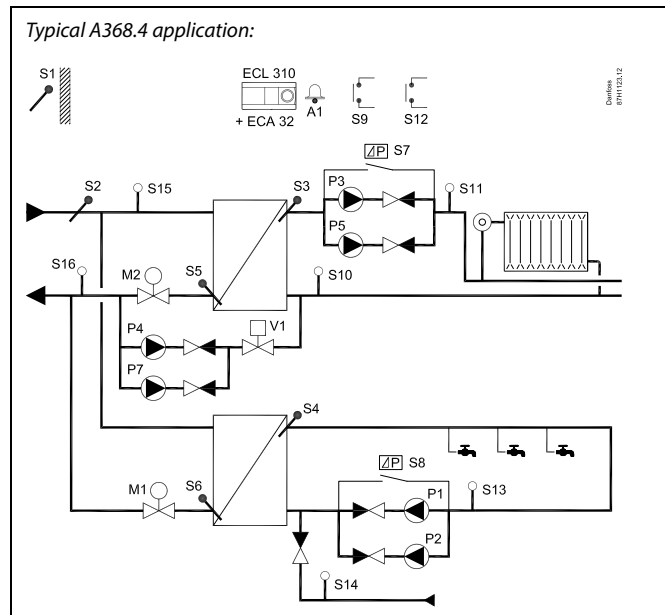 Typical A368.4 application:
S1
ECL 310
+ ECA 32
A1
S9
S12
Danfoss
87H1123.12
P
S7
S2
S15
S3
P3
S11
P5
S16
M2
S5
S10
P4
V1
P7
S4
P
S8
M1
S6
P1
S13
P2
S14